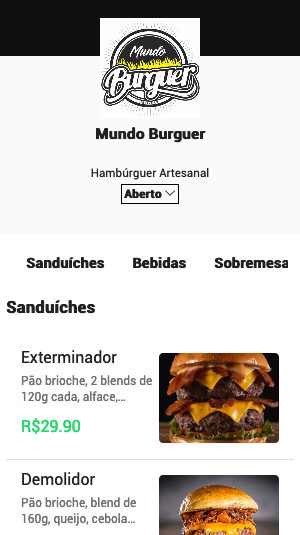 Mundo
Burguer
Mundo Burguer
Hambúrguer Artesanal
Aberto
Sanduíches Bebidas Sobremesa
Sanduíches
Exterminador
Pão brioche, 2 blends de
120g cada, alface,...
R$29.90
Demolidor
Pão brioche, blend de
160g, queijo, cebola...